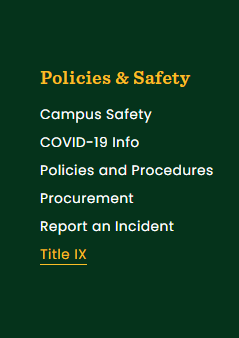 Policies & Safety
Campus Safety
COVID-19 Info
Policies and Procedures
Procurement
Report an Incident
Title IX